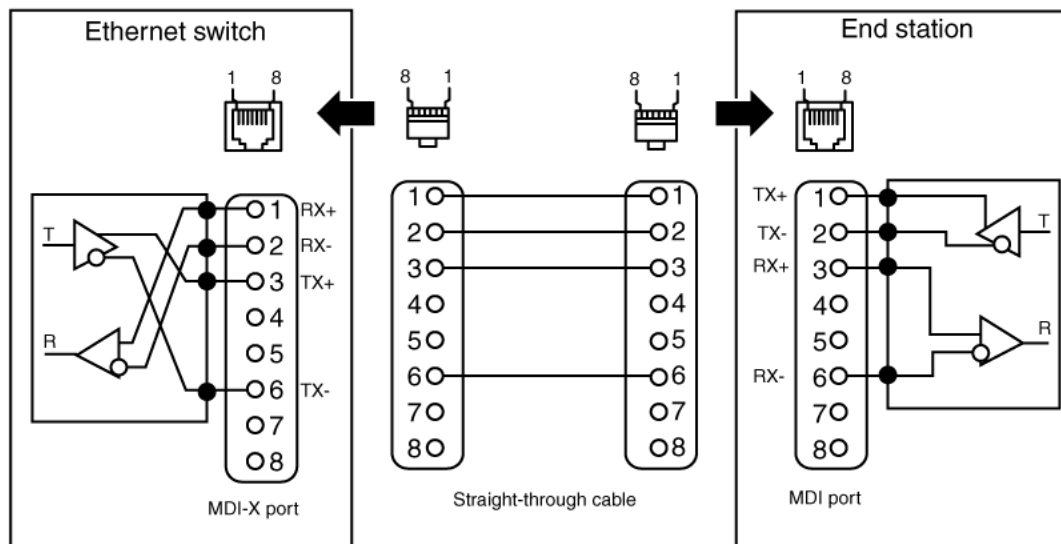 Ethernet switch
1 8
T
R
1 RX+
2 RX-
3 TX+
4
5
6 TX-
7
8
MDI-X port
8 1
8 1
1 1
2 2
3 3
4 4
5 5
6 6
7 7
8 8
Straight-through cable
End station
1 8
TX+ 1
TX- 2
RX+ 3
4
5
RX- 6
7
8
T
R
MDI port